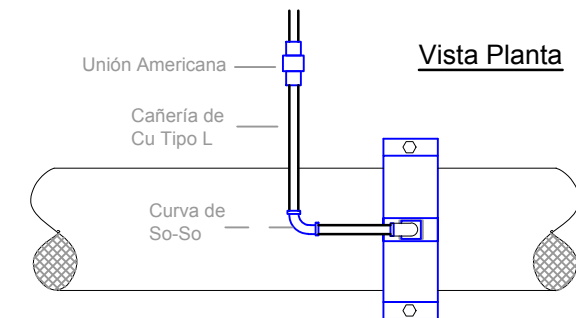 Vista Planta
Unión Americana
Cañería de
Cu Tipo L
Curva de
So-So